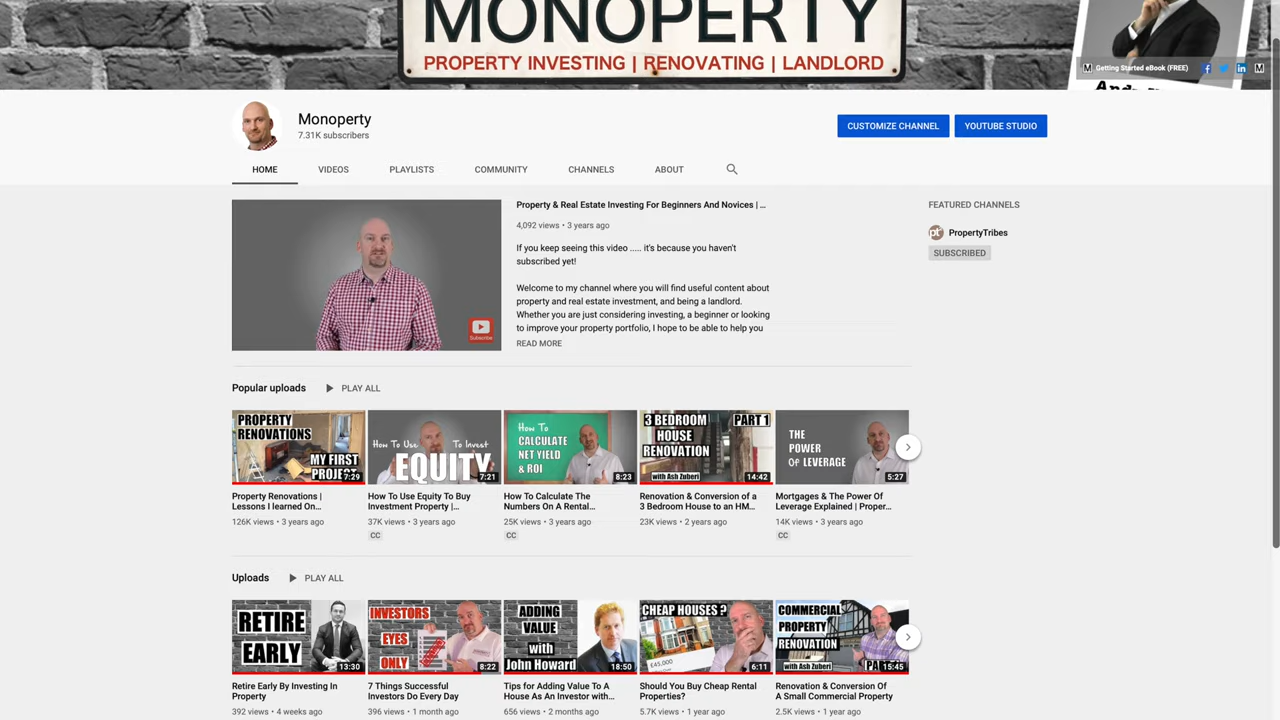 MONOPERTY
PROPERTY INVESTING | RENOVATING | LANDLORD
Getting Started eBook (FREE)
Monoperty
7.31K subscribers
CUSTOMIZE CHANNEL
YOUTUBE STUDIO
HOME
VIDEOS
PLAYLISTS
COMMUNITY
CHANNELS
ABOUT
Property & Real Estate Investing For Beginners And Novices | ...
4,092 views • 3 years ago
If you keep seeing this video ..... it's because you haven't
subscribed yet!
Welcome to my channel where you will find useful content about
property and real estate investment, and being a landlord.
Whether you are just considering investing, a beginner or looking
to improve your property portfolio, I hope to be able to help you
READ MORE
Subscribe
FEATURED CHANNELS
pt
PropertyTribes
SUBSCRIBED
Popular uploads
PLAY ALL
PROPERTY
RENOVATIONS
MY FIRST
PROJECT
7:29
Property Renovations |
Lessons I learned On...
126K views • 3 years ago
How To Use To Invest
EQUITY
7:21
How To Use Equity To Buy
Investment Property |...
37K views • 3 years ago
CC
How To
CALCULATE
NET YIELD
& ROI
8:23
How To Calculate The
Numbers On A Rental...
25K views • 3 years ago
CC
3 BEDROOM
HOUSE
RENOVATION
PART 1
with Ash Zuberi
14:42
Renovation & Conversion of a
3 Bedroom House to an HM...
23K views • 2 years ago
THE
POWER
OF LEVERAGE
5:27
Mortgages & The Power Of
Leverage Explained | Proper...
14K views • 3 years ago
CC
Uploads
PLAY ALL
RETIRE
EARLY
13:30
Retire Early By Investing In
Property
392 views • 4 weeks ago
INVESTORS
EYES
ONLY
8:22
7 Things Successful
Investors Do Every Day
396 views • 1 month ago
ADDING
VALUE
with
John Howard
18:50
Tips for Adding Value To A
House As An Investor with...
656 views • 2 months ago
CHEAP HOUSES ?
£45,000
6:11
Should You Buy Cheap Rental
Properties?
5.7K views • 1 year ago
COMMERCIAL
PROPERTY
RENOVATION
with Ash Zuberi
15:45
Renovation & Conversion Of
A Small Commercial Property
2.5K views • 1 year ago